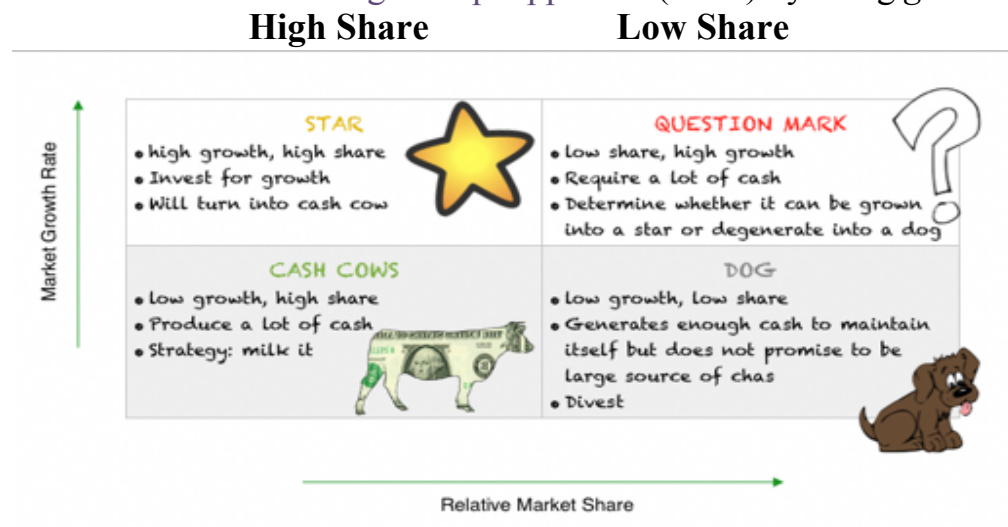 High Share Low Share
Market Growth Rate
STAR
• high growth, high share
• Invest for growth
• Will turn into cash cow
QUESTION MARK
• low share, high growth
• Require a lot of cash
• Determine whether it can be grown
into a star or degenerate into a dog
CASH COWS
• low growth, high share
• Produce a lot of cash
• Strategy: milk it
DOG
• low growth, low share
• Generates enough cash to maintain
itself but does not promise to be
large source of chas
• Divest
Relative Market Share